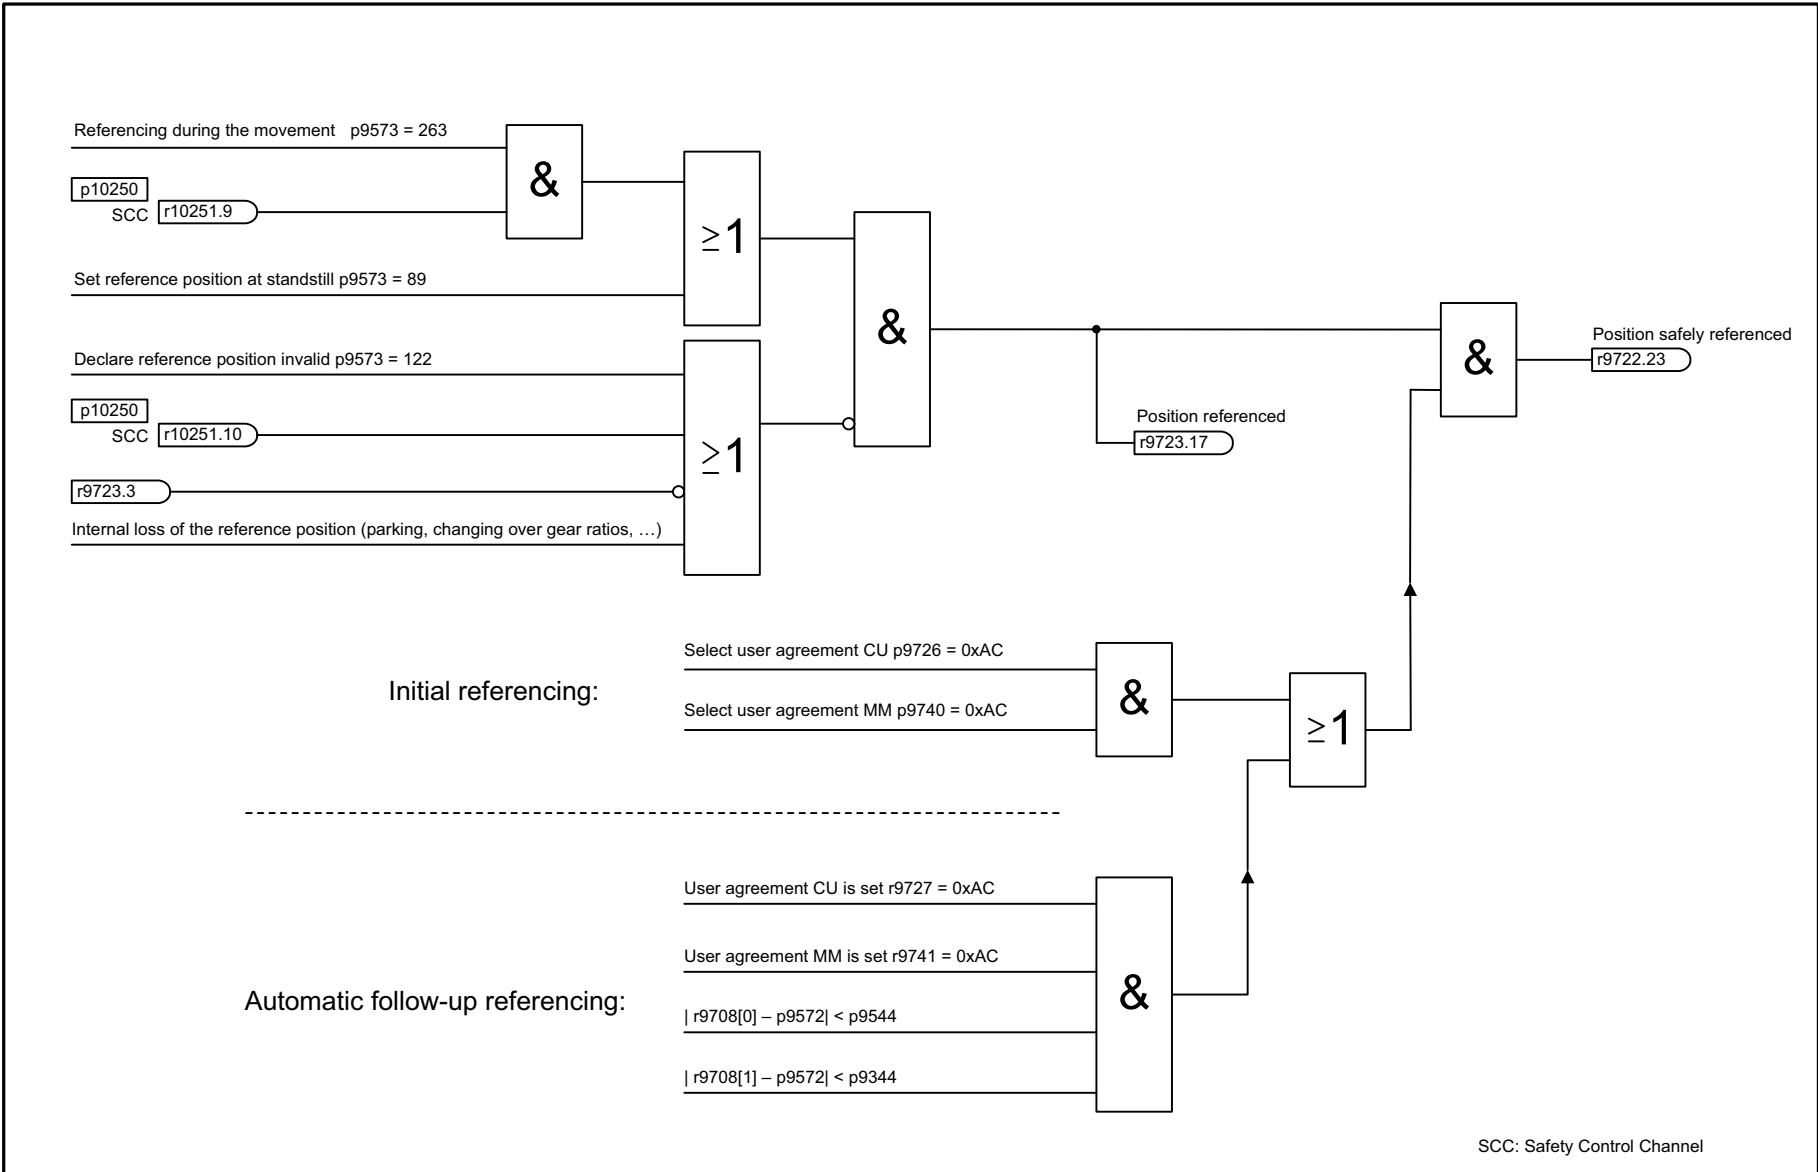 Referencing during the movement p9573 = 263
&
p10250
SCC r10251.9
≥1
Set reference position at standstill p9573 = 89
&
Declare reference position invalid p9573 = 122
p10250
SCC r10251.10
≥1
r9723.3
Internal loss of the reference position (parking, changing over gear ratios, …)
Position referenced
r9723.17
&
Position safely referenced
r9722.23
Initial referencing:
Select user agreement CU p9726 = 0xAC
Select user agreement MM p9740 = 0xAC
&
≥1
Automatic follow-up referencing:
User agreement CU is set r9727 = 0xAC
User agreement MM is set r9741 = 0xAC
| r9708[0] – p9572| < p9544
| r9708[1] – p9572| < p9344
&
SCC: Safety Control Channel